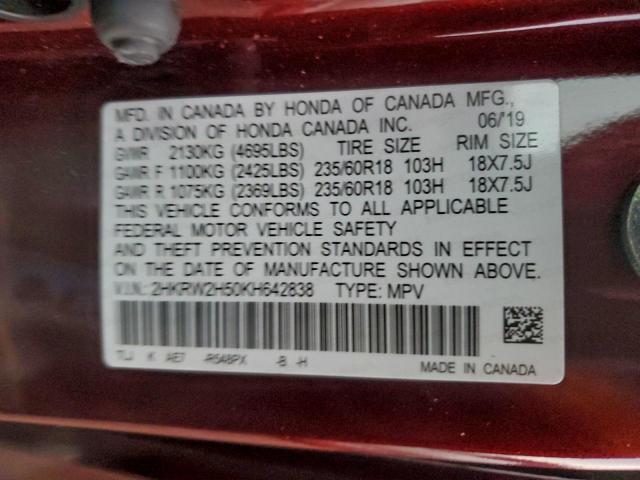 MFD. IN CANADA BY HONDA OF CANADA MFG.,
A DIVISION OF HONDA CANADA INC. 06/'19
GVWR 2130KG (4695LBS) TIRE SIZE RIM SIZE
GAWR F 1100KG (2425LBS) 235/60R18 103H 18X7.5J
GAWR R 1075KG (2369LBS) 235/60R18 103H 18X7.5J
THIS VEHICLE CONFORMS TO ALL APPLICABLE
FEDERAL MOTOR VEHICLE SAFETY
AND THEFT PREVENTION STANDARDS IN EFFECT
ON THE DATE OF MANUFACTURE SHOWN ABOVE.
V.I.N.: 2HKRW2H50KH642838 TYPE: MPV
TLJ K AE7 -R548PX -B -H
MADE IN CANADA